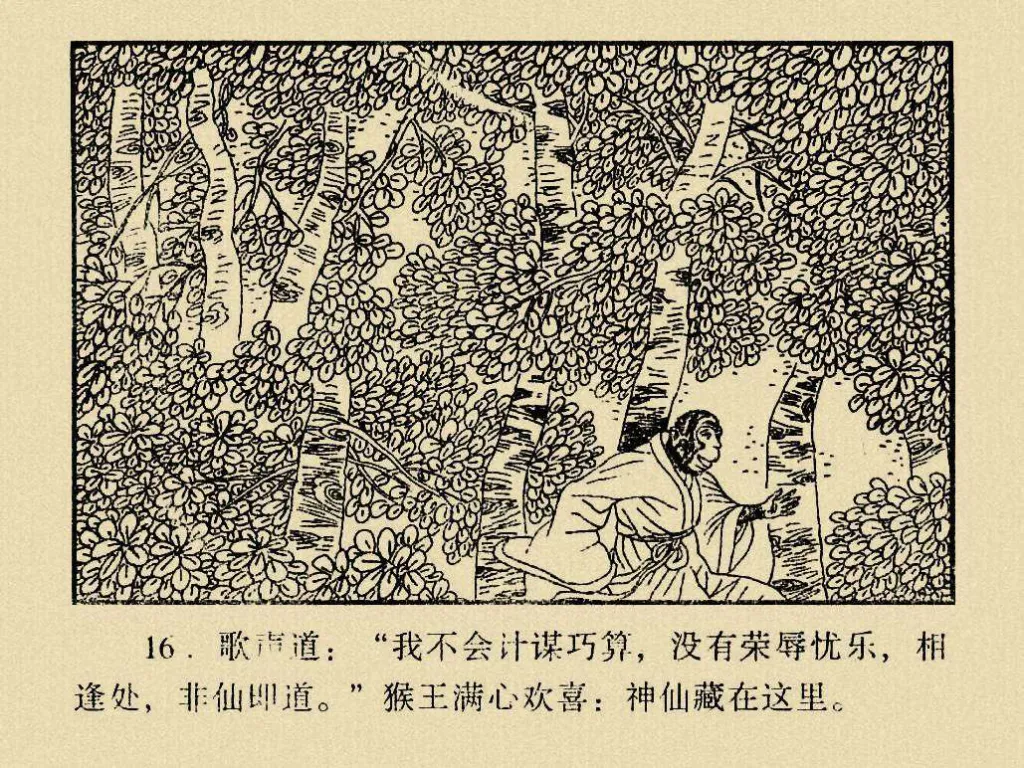 16．歌声道：“我不会计谋巧算，没有荣辱忧乐，相
逢处，非仙即道。”猴王满心欢喜：神仙藏在这里。